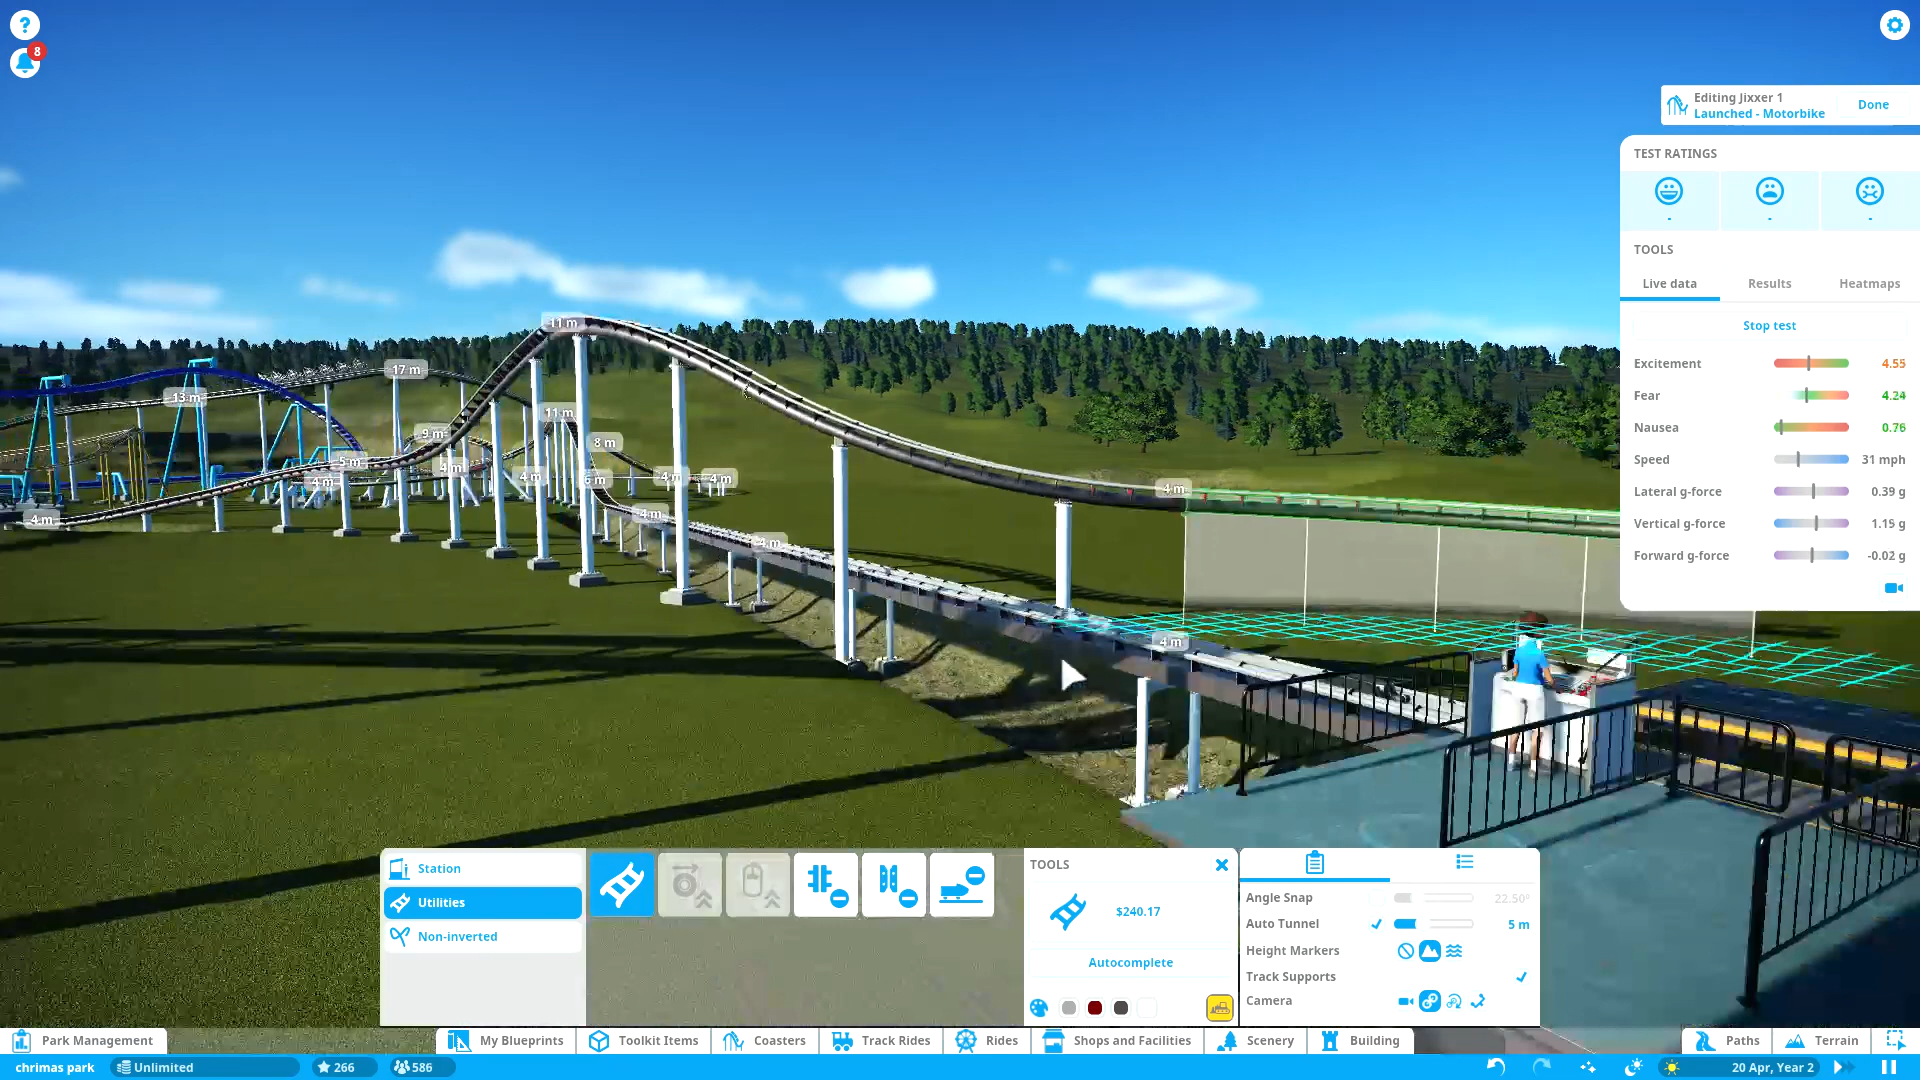 ?
8
Editing Jixxer 1
Launched - Motorbike
Done
TEST RATINGS
- - -
TOOLS
Live data Results Heatmaps
Stop test
Excitement 4.55
Fear 4.24
Nausea 0.76
Speed 31 mph
Lateral g-force 0.39 g
Vertical g-force 1.15 g
Forward g-force -0.02 g
11 m
17 m
13 m
11 m
9 m
8 m
5 m
4 m
4 m
4 m
6 m
4 m
4 m
4 m
4 m
4 m
4 m
4 m
Station
Utilities
Non-inverted
TOOLS
$240.17
Autocomplete
Angle Snap 22.50°
Auto Tunnel 5 m
Height Markers
Track Supports
Camera
Park Management
My Blueprints Toolkit Items Coasters Track Rides Rides Shops and Facilities Scenery Building
Paths Terrain
chrimas park Unlimited 266 586
20 Apr, Year 2